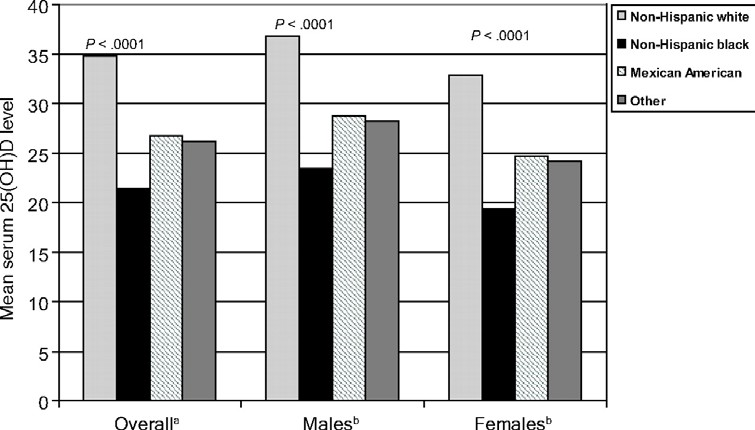 Mean serum 25(OH)D level
40
35
30
25
20
15
10
5
0
P < .0001
P < .0001
P < .0001
Overallᵃ
Malesᵇ
Femalesᵇ
Non-Hispanic white
Non-Hispanic black
Mexican American
Other